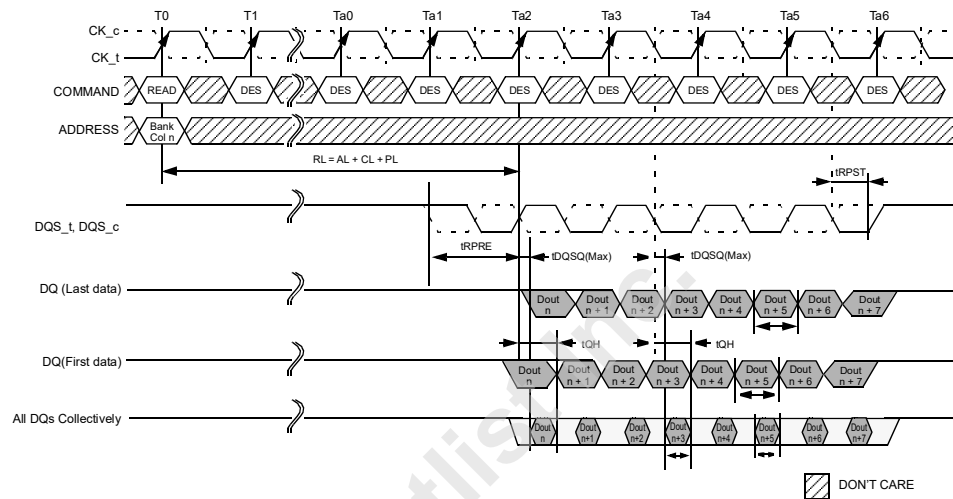 T0 T1 Ta0 Ta1 Ta2 Ta3 Ta4 Ta5 Ta6
CK_c
CK_t
COMMAND READ DES DES DES DES DES DES DES DES
ADDRESS Bank
Col n
RL = AL + CL + PL
tRPST
DQS_t, DQS_c
tRPRE tDQSQ(Max) tDQSQ(Max)
DQ (Last data) Dout n Dout n + 1 Dout n + 2 Dout n + 3 Dout n + 4 Dout n + 5 Dout n + 6 Dout n + 7
tQH tQH
DQ(First data) Dout n Dout n + 1 Dout n + 2 Dout n + 3 Dout n + 4 Dout n + 5 Dout n + 6 Dout n + 7
All DQs Collectively Dout n Dout n+1 Dout n+2 Dout n+3 Dout n+4 Dout n+5 Dout n+6 Dout n+7
DON'T CARE